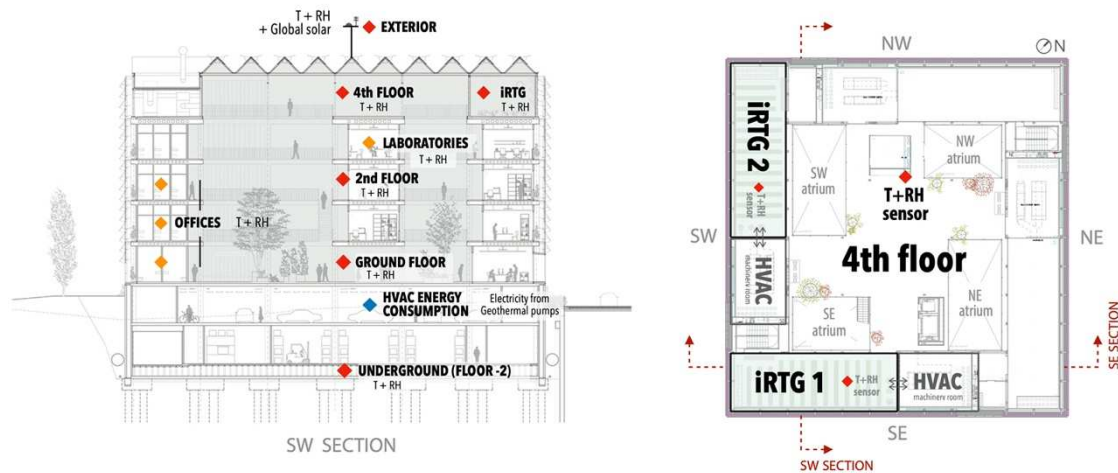 T + RH
+ Global solar
EXTERIOR
4th FLOOR
T + RH
iRTG
T + RH
LABORATORIES
T + RH
2nd FLOOR
T + RH
OFFICES
T + RH
GROUND FLOOR
T + RH
HVAC ENERGY
CONSUMPTION
Electricity from
Geothermal pumps
UNDERGROUND (FLOOR -2)
T + RH
SW SECTION
NW
N
iRTG 2
T+RH
sensor
SW
atrium
NW
atrium
T+RH
sensor
SW
NE
HVAC
machinery room
4th floor
SE
atrium
NE
atrium
SE SECTION
iRTG 1
T+RH
sensor
HVAC
machinery room
SE
SW SECTION